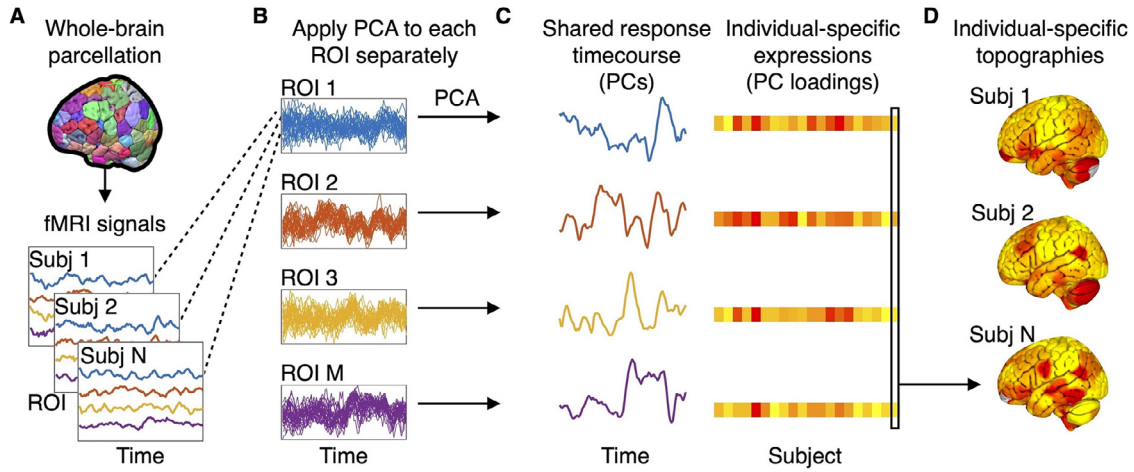 A
Whole-brain
parcellation
fMRI signals
Subj 1
Subj 2
Subj N
ROI
Time
B
Apply PCA to each
ROI separately
ROI 1
PCA
ROI 2
ROI 3
ROI M
C
Shared response
timecourse
(PCs)
Individual-specific
expressions
(PC loadings)
Time
Subject
D
Individual-specific
topographies
Subj 1
Subj 2
Subj N